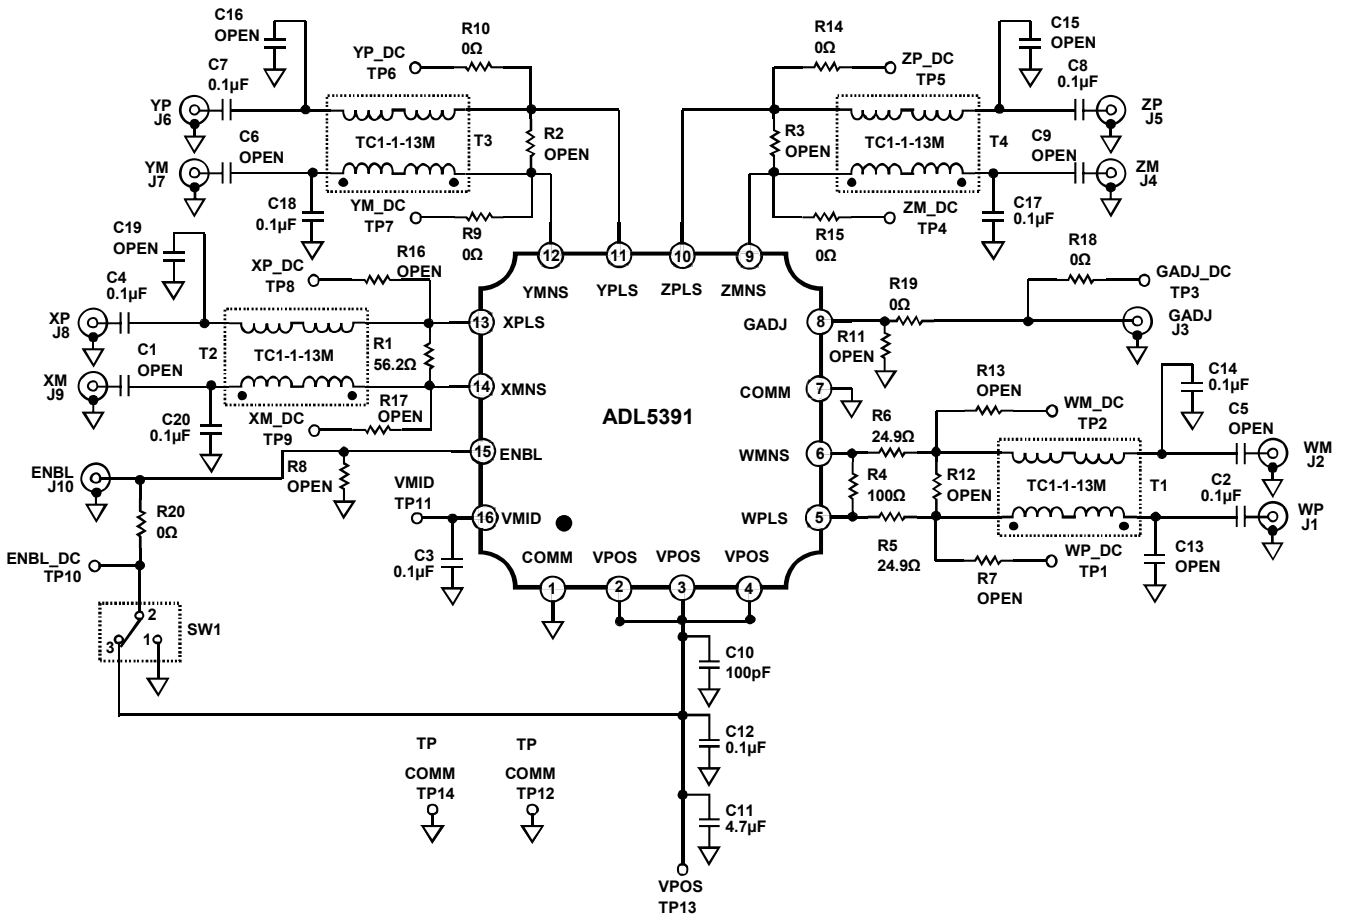 C16
OPEN
C7
0.1µF
YP
J6
C6
OPEN
YM
J7
C18
0.1µF
YP_DC
TP6
R10
0Ω
TC1-1-13M
T3
R2
OPEN
YM_DC
TP7
R9
0Ω
R14
0Ω
ZP_DC
TP5
R3
OPEN
TC1-1-13M
T4
C15
OPEN
C8
0.1µF
ZP
J5
C9
OPEN
ZM
J4
C17
0.1µF
R15
0Ω
ZM_DC
TP4
C19
OPEN
C4
0.1µF
XP
J8
C1
OPEN
XM
J9
C20
0.1µF
XP_DC
TP8
R16
OPEN
T2
TC1-1-13M
R1
56.2Ω
XM_DC
TP9
R17
OPEN
12
11
10
9
YMNS
YPLS
ZPLS
ZMNS
13
XPLS
14
XMNS
15
ENBL
16
VMID
ADL5391
GADJ
8
COMM
7
WMNS
6
WPLS
5
COMM
VPOS
VPOS
VPOS
1
2
3
4
R19
0Ω
R11
OPEN
R18
0Ω
GADJ_DC
TP3
GADJ
J3
R6
24.9Ω
R4
100Ω
R5
24.9Ω
R13
OPEN
WM_DC
TP2
R12
OPEN
TC1-1-13M
T1
R7
OPEN
WP_DC
TP1
C14
0.1µF
C5
OPEN
WM
J2
C2
0.1µF
WP
J1
C13
OPEN
ENBL
J10
R8
OPEN
R20
0Ω
VMID
TP11
C3
0.1µF
ENBL_DC
TP10
2
3
1
SW1
C10
100pF
C12
0.1µF
C11
4.7µF
TP
COMM
TP14
TP
COMM
TP12
VPOS
TP13